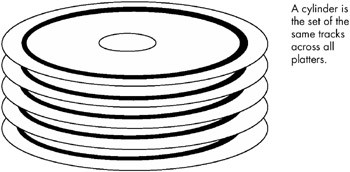 A cylinder is
the set of the
same tracks
across all
platters.